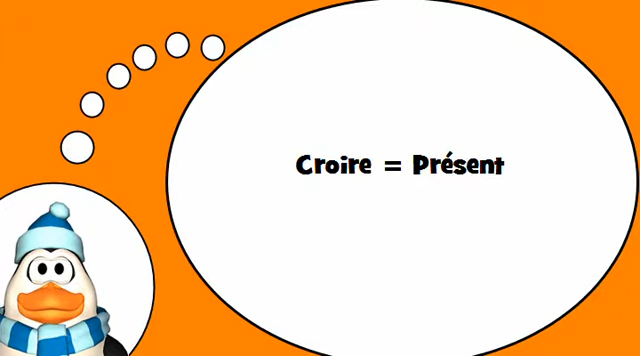 Croire = Présent